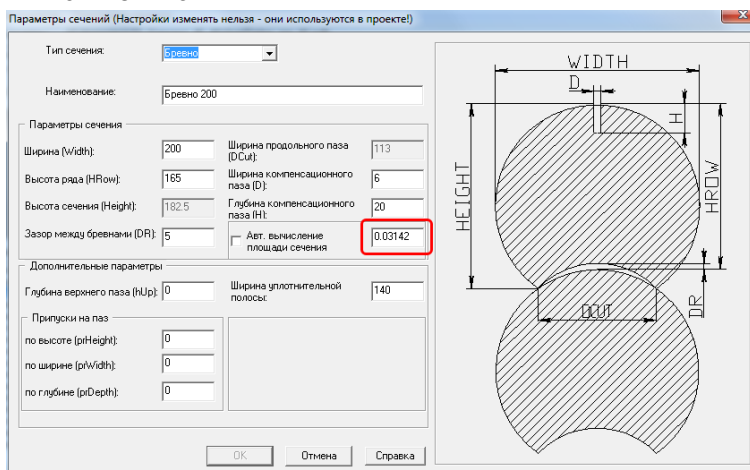 Параметры сечений (Настройки изменять нельзя - они используются в проекте!)
Тип сечения: Бревно
Наименование: Бревно 200
Параметры сечения
Ширина (Width): 200 Ширина продольного паза (DCut): 113
Высота ряда (HRow): 165 Ширина компенсационного паза (D): 6
Высота сечения (Height): 182.5 Глубина компенсационного паза (H): 20
Зазор между бревнами (DR): 5 Авт. вычисление площади сечения 0.03142
Дополнительные параметры
Глубина верхнего паза (hUp): 0 Ширина уплотнительной полосы: 140
Припуски на паз
по высоте (prHeight): 0
по ширине (prWidth): 0
по глубине (prDepth): 0
OK Отмена Справка
WIDTH
D
H
HEIGHT
HROW
DCUT
DR